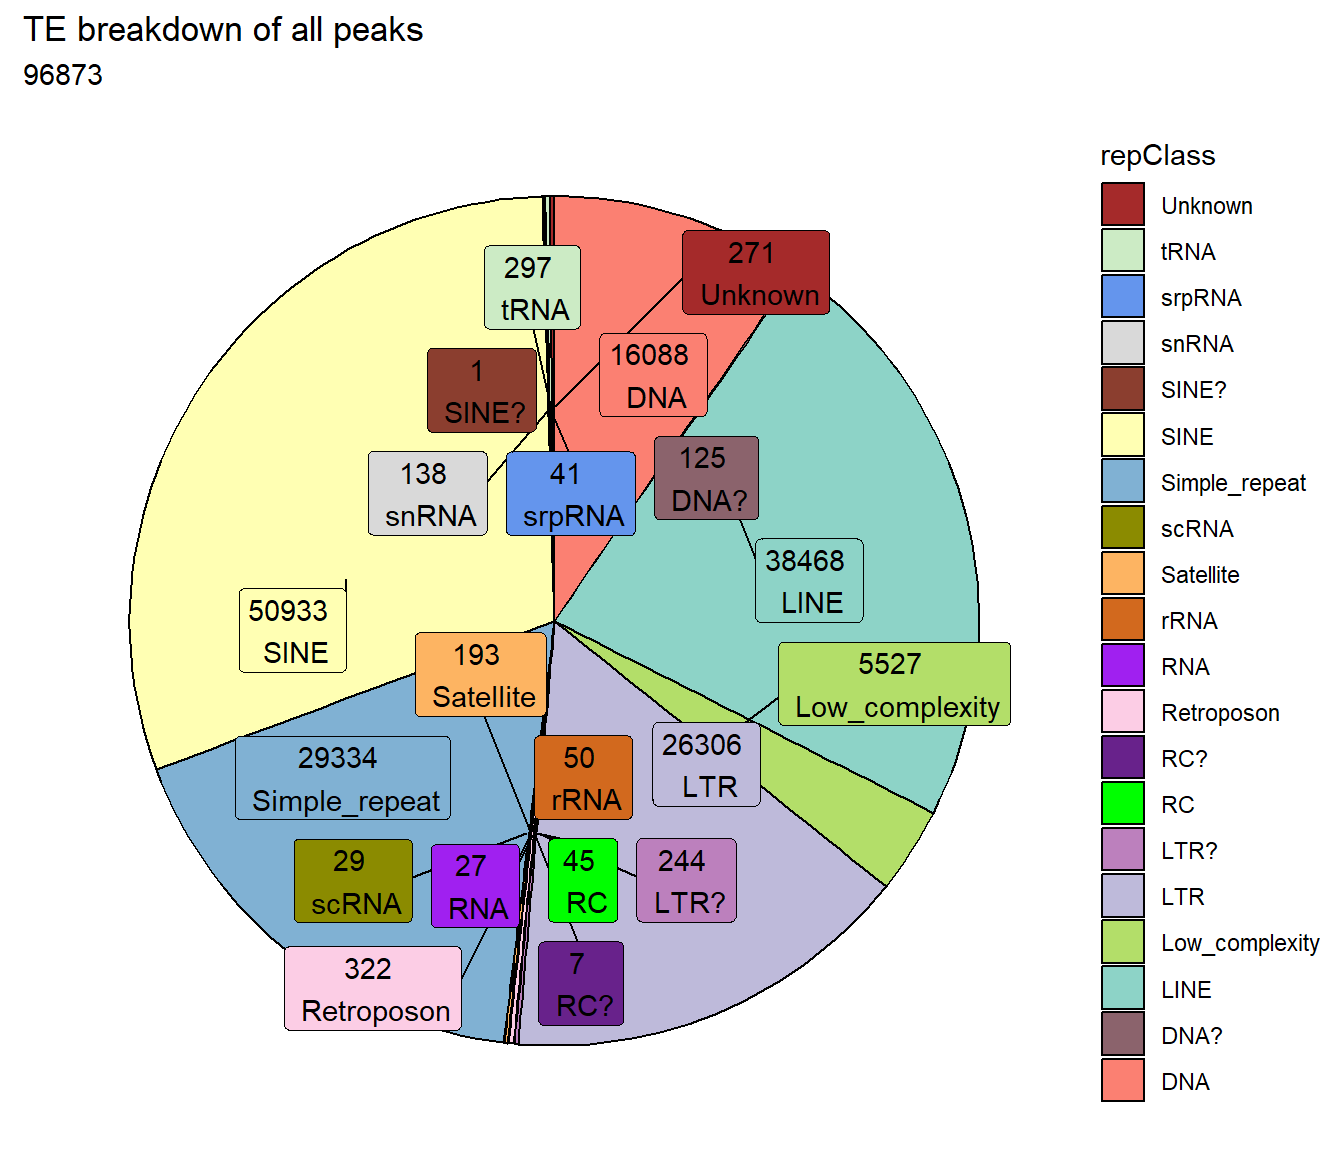 TE breakdown of all peaks
96873
297
tRNA
271
Unknown
1
SINE?
16088
DNA
138
snRNA
41
srpRNA
125
DNA?
38468
LINE
50933
SINE
193
Satellite
5527
Low_complexity
29334
Simple_repeat
50
rRNA
26306
LTR
29
scRNA
27
RNA
45
RC
244
LTR?
322
Retroposon
7
RC?
repClass
Unknown
tRNA
srpRNA
snRNA
SINE?
SINE
Simple_repeat
scRNA
Satellite
rRNA
RNA
Retroposon
RC?
RC
LTR?
LTR
Low_complexity
LINE
DNA?
DNA